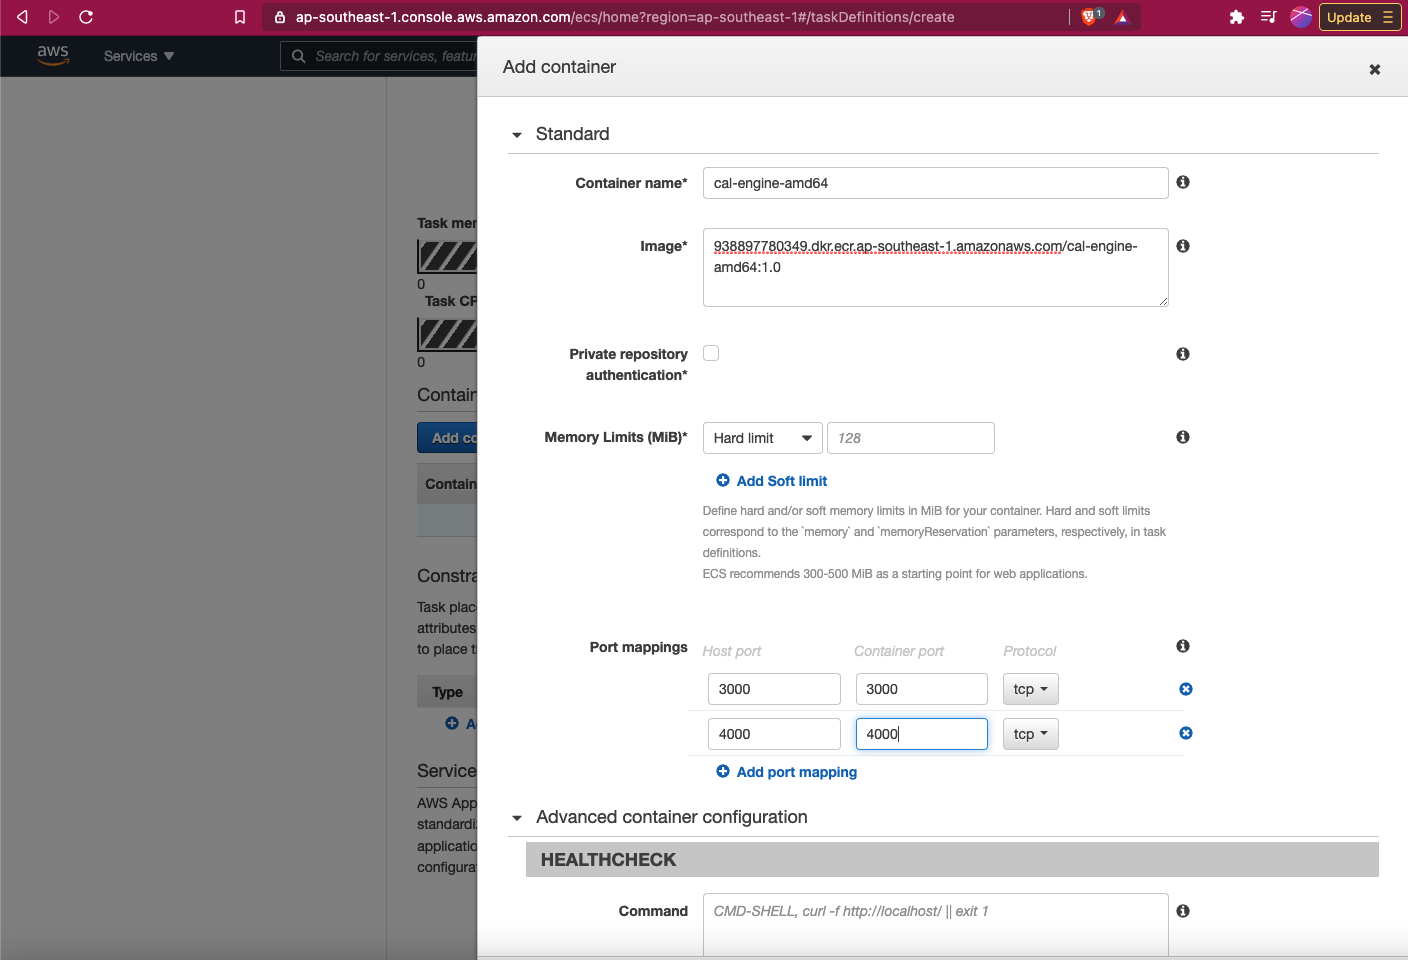 ap-southeast-1.console.aws.amazon.com/ecs/home?region=ap-southeast-1#/taskDefinitions/create
1
Update
aws
Services
Search for services, featur
Add container
Standard
Container name*
cal-engine-amd64
Image*
938897780349.dkr.ecr.ap-southeast-1.amazonaws.com/cal-engine-
amd64:1.0
Private repository
authentication*
Memory Limits (MiB)*
Hard limit
128
Add Soft limit
Define hard and/or soft memory limits in MiB for your container. Hard and soft limits
correspond to the `memory` and `memoryReservation` parameters, respectively, in task
definitions.
ECS recommends 300-500 MiB as a starting point for web applications.
Port mappings
Host port
Container port
Protocol
3000
3000
tcp
4000
4000
tcp
Add port mapping
Advanced container configuration
HEALTHCHECK
Command
CMD-SHELL, curl -f http://localhost/ || exit 1
Task mem
0
Task CP
0
Contain
Add co
Contain
Constra
Task plac
attributes
to place t
Type
A
Service
AWS App
standardi
applicatio
configura